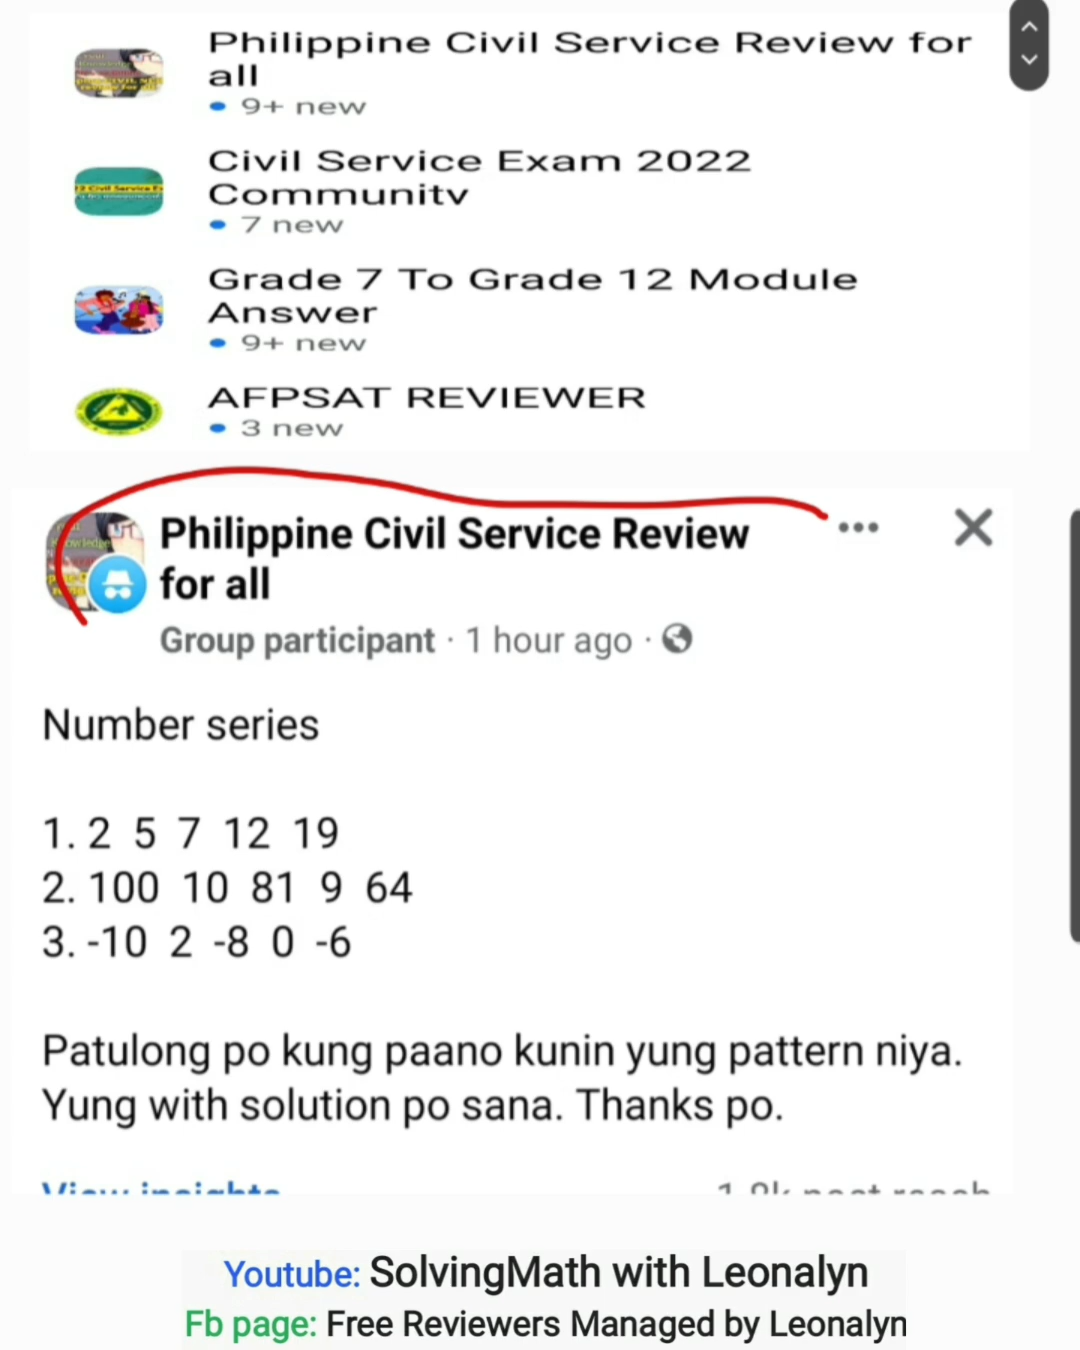 Philippine Civil Service Review for
all
• 9+ new
Civil Service Exam 2022
Community
• 7 new
Grade 7 To Grade 12 Module
Answer
• 9+ new
AFPSAT REVIEWER
• 3 new
Philippine Civil Service Review
for all
Group participant · 1 hour ago ·
Number series
1. 2 5 7 12 19
2. 100 10 81 9 64
3. -10 2 -8 0 -6
Patulong po kung paano kunin yung pattern niya.
Yung with solution po sana. Thanks po.
View insights
post reach
Youtube: SolvingMath with Leonalyn
Fb page: Free Reviewers Managed by Leonalyn